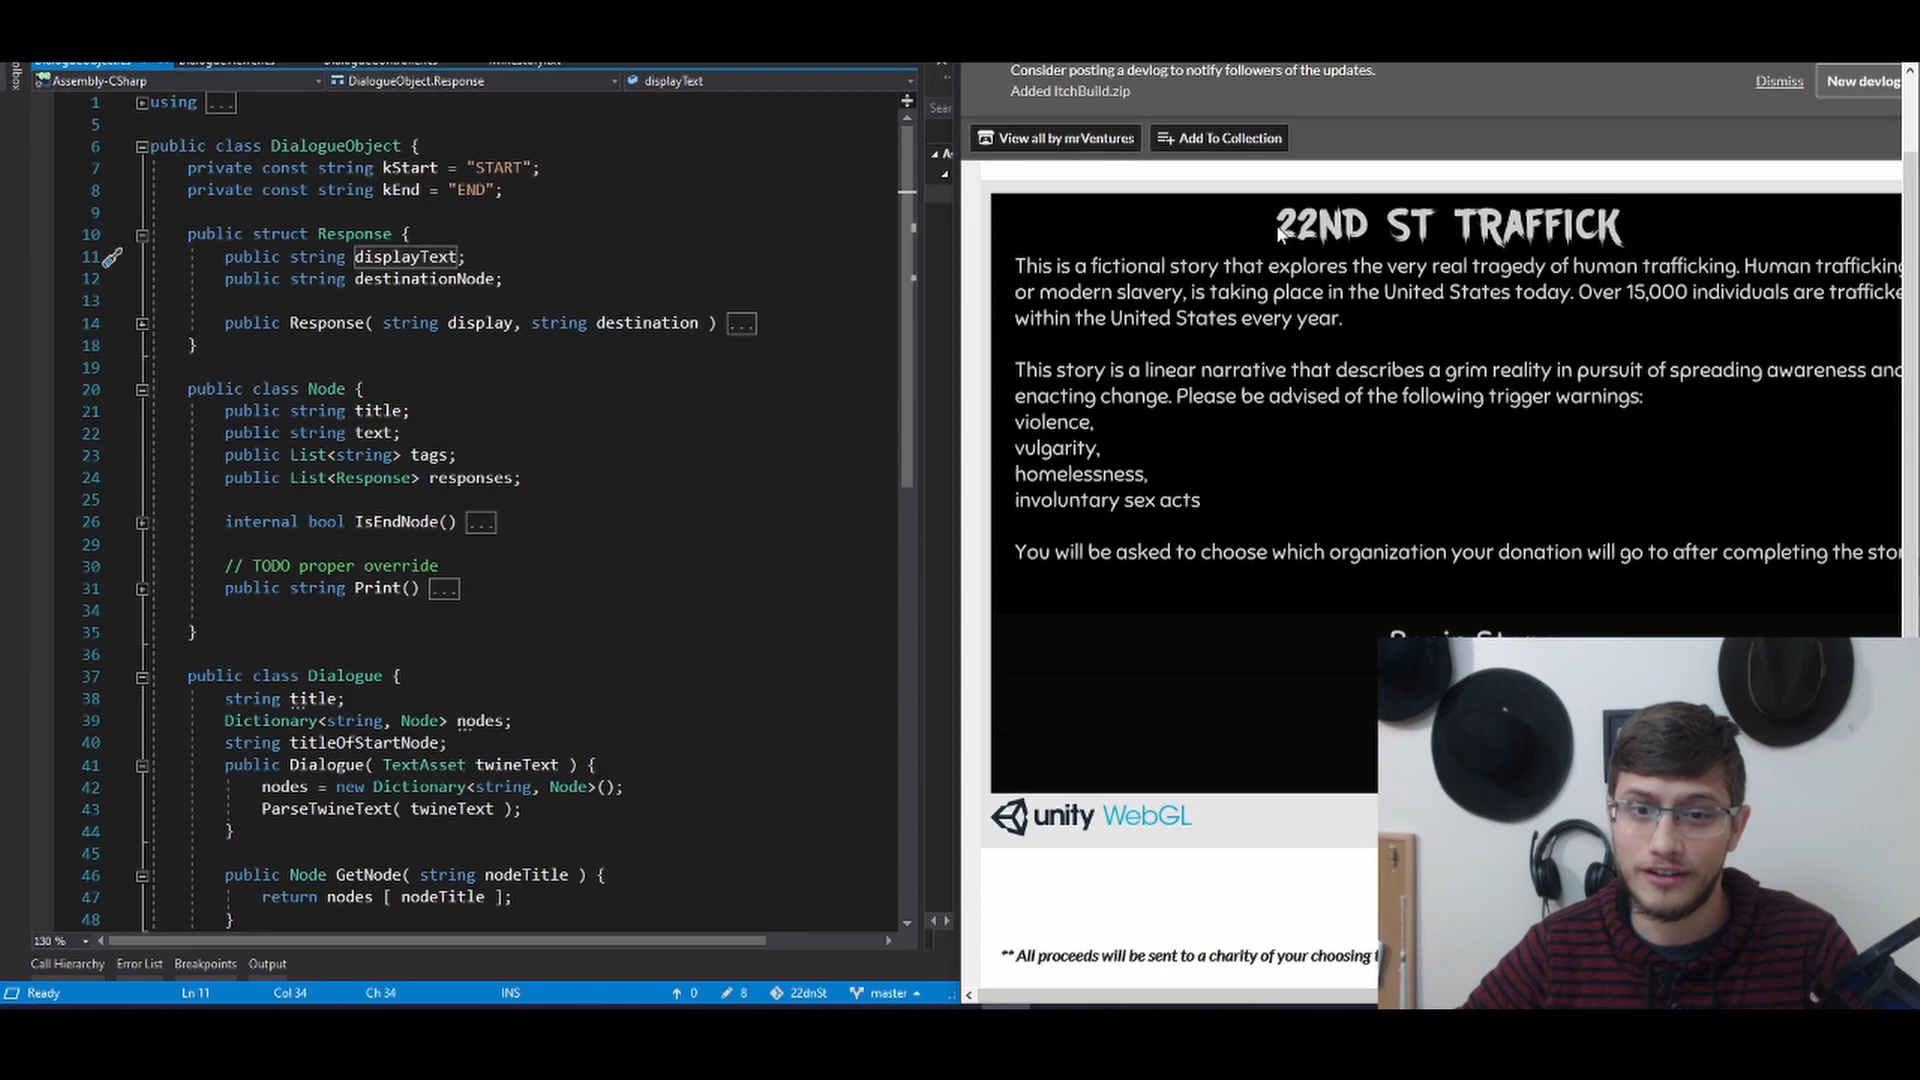 Assembly-CSharp
DialogueObject.Response
displayText
1 using ...
5
6 public class DialogueObject {
7 private const string kStart = "START";
8 private const string kEnd = "END";
9
10 public struct Response {
11 public string displayText;
12 public string destinationNode;
13
14 public Response( string display, string destination ) ...
18 }
19
20 public class Node {
21 public string title;
22 public string text;
23 public List<string> tags;
24 public List<Response> responses;
25
26 internal bool IsEndNode() ...
29
30 // TODO proper override
31 public string Print() ...
34
35 }
36
37 public class Dialogue {
38 string title;
39 Dictionary<string, Node> nodes;
40 string titleOfStartNode;
41 public Dialogue( TextAsset twineText ) {
42 nodes = new Dictionary<string, Node>();
43 ParseTwineText( twineText );
44 }
45
46 public Node GetNode( string nodeTitle ) {
47 return nodes [ nodeTitle ];
48 }
130 %
Call Hierarchy Error List Breakpoints Output
Ready Ln 11 Col 34 Ch 34 INS 0 8 22dnSt master
Sear
Consider posting a devlog to notify followers of the updates.
Added ItchBuild.zip
Dismiss New devlog
View all by mrVentures Add To Collection
22ND ST TRAFFICK
This is a fictional story that explores the very real tragedy of human trafficking. Human trafficking
or modern slavery, is taking place in the United States today. Over 15,000 individuals are trafficke
within the United States every year.
This story is a linear narrative that describes a grim reality in pursuit of spreading awareness and
enacting change. Please be advised of the following trigger warnings:
violence,
vulgarity,
homelessness,
involuntary sex acts
You will be asked to choose which organization your donation will go to after completing the stor
unity WebGL
** All proceeds will be sent to a charity of your choosing t